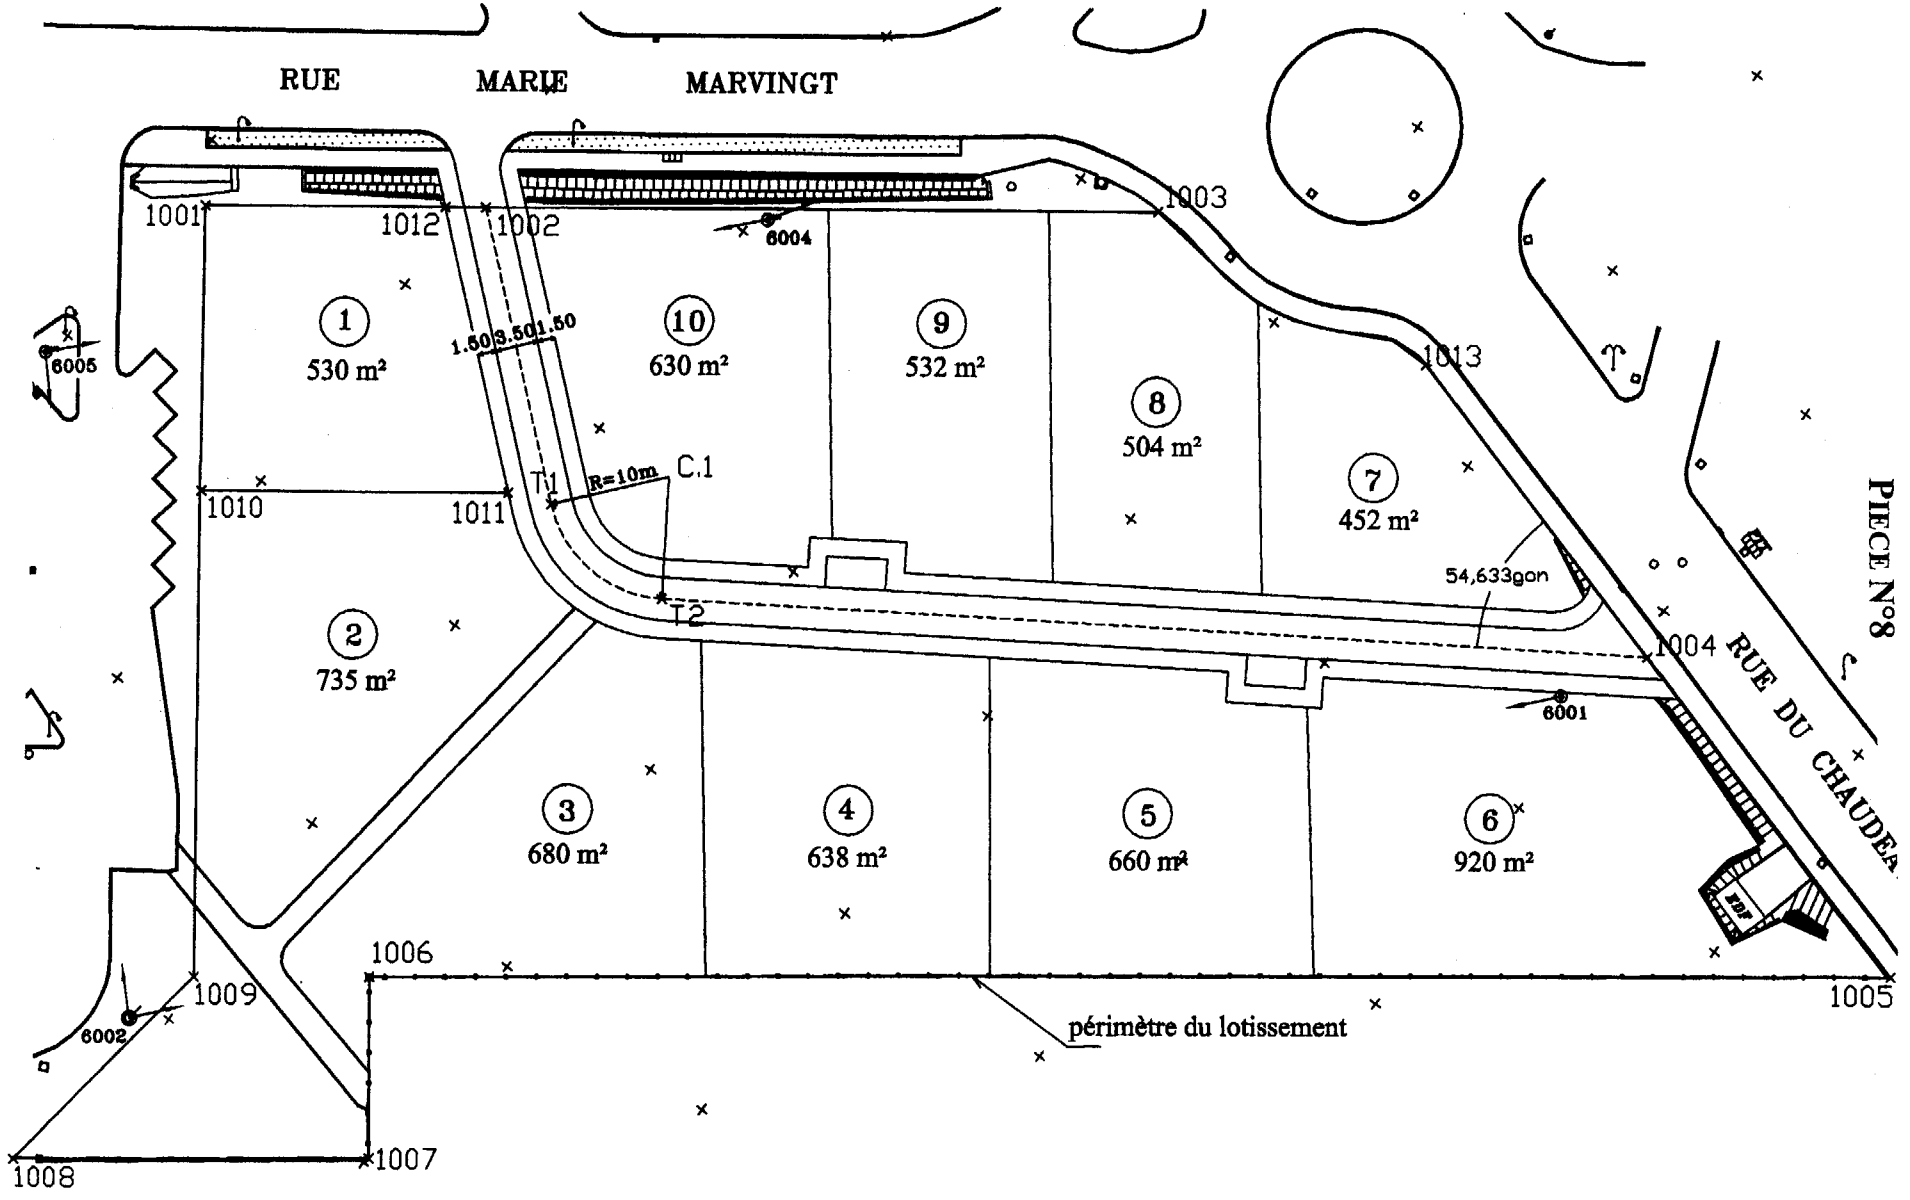 RUE MARIE MARVINGT
1001
1012
1002
1003
6004
1
530 m²
10
630 m²
9
532 m²
8
504 m²
7
452 m²
1.50 3.50 1.50
6005
1013
T1
R=10m
C.1
1010
1011
54,633gon
PIECE N°8
2
735 m²
T2
1004
RUE DU CHAUDEA
6001
3
680 m²
4
638 m²
5
660 m²
6
920 m²
EDF
1006
1009
1005
6002
périmètre du lotissement
1007
1008